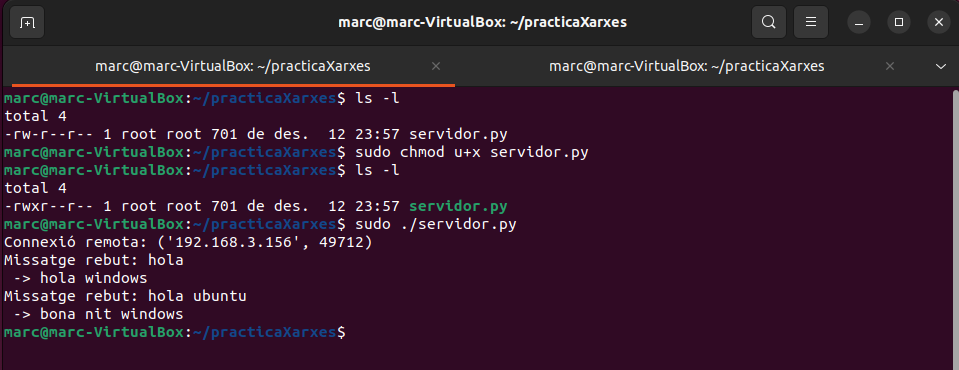 marc@marc-VirtualBox: ~/practicaXarxes
marc@marc-VirtualBox: ~/practicaXarxes × marc@marc-VirtualBox: ~/practicaXarxes ×
marc@marc-VirtualBox:~/practicaXarxes$ ls -l
total 4
-rw-r--r-- 1 root root 701 de des.  12 23:57 servidor.py
marc@marc-VirtualBox:~/practicaXarxes$ sudo chmod u+x servidor.py
marc@marc-VirtualBox:~/practicaXarxes$ ls -l
total 4
-rwxr--r-- 1 root root 701 de des.  12 23:57 servidor.py
marc@marc-VirtualBox:~/practicaXarxes$ sudo ./servidor.py
Connexió remota: ('192.168.3.156', 49712)
Missatge rebut: hola
 -> hola windows
Missatge rebut: hola ubuntu
 -> bona nit windows
marc@marc-VirtualBox:~/practicaXarxes$